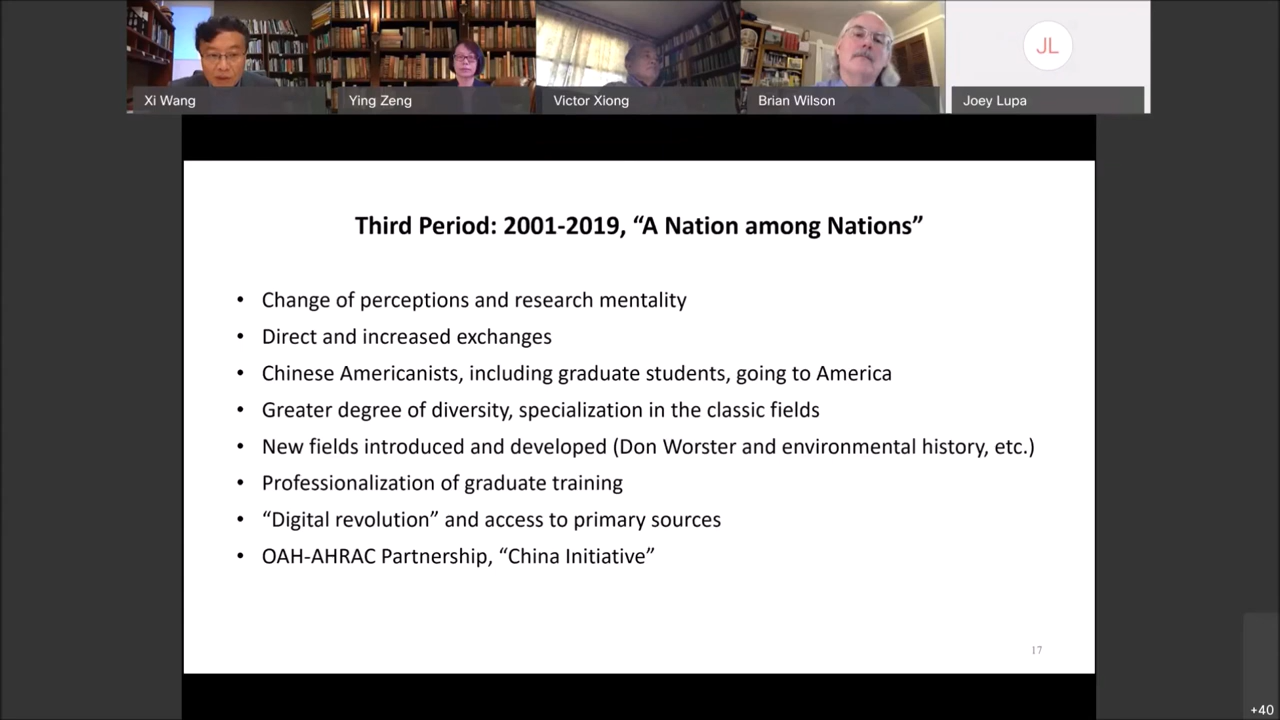 JL
Xi Wang
Ying Zeng
Victor Xiong
Brian Wilson
Joey Lupa
Third Period: 2001-2019, “A Nation among Nations”
• Change of perceptions and research mentality
• Direct and increased exchanges
• Chinese Americanists, including graduate students, going to America
• Greater degree of diversity, specialization in the classic fields
• New fields introduced and developed (Don Worster and environmental history, etc.)
• Professionalization of graduate training
• “Digital revolution” and access to primary sources
• OAH-AHRAC Partnership, “China Initiative”
17
+40